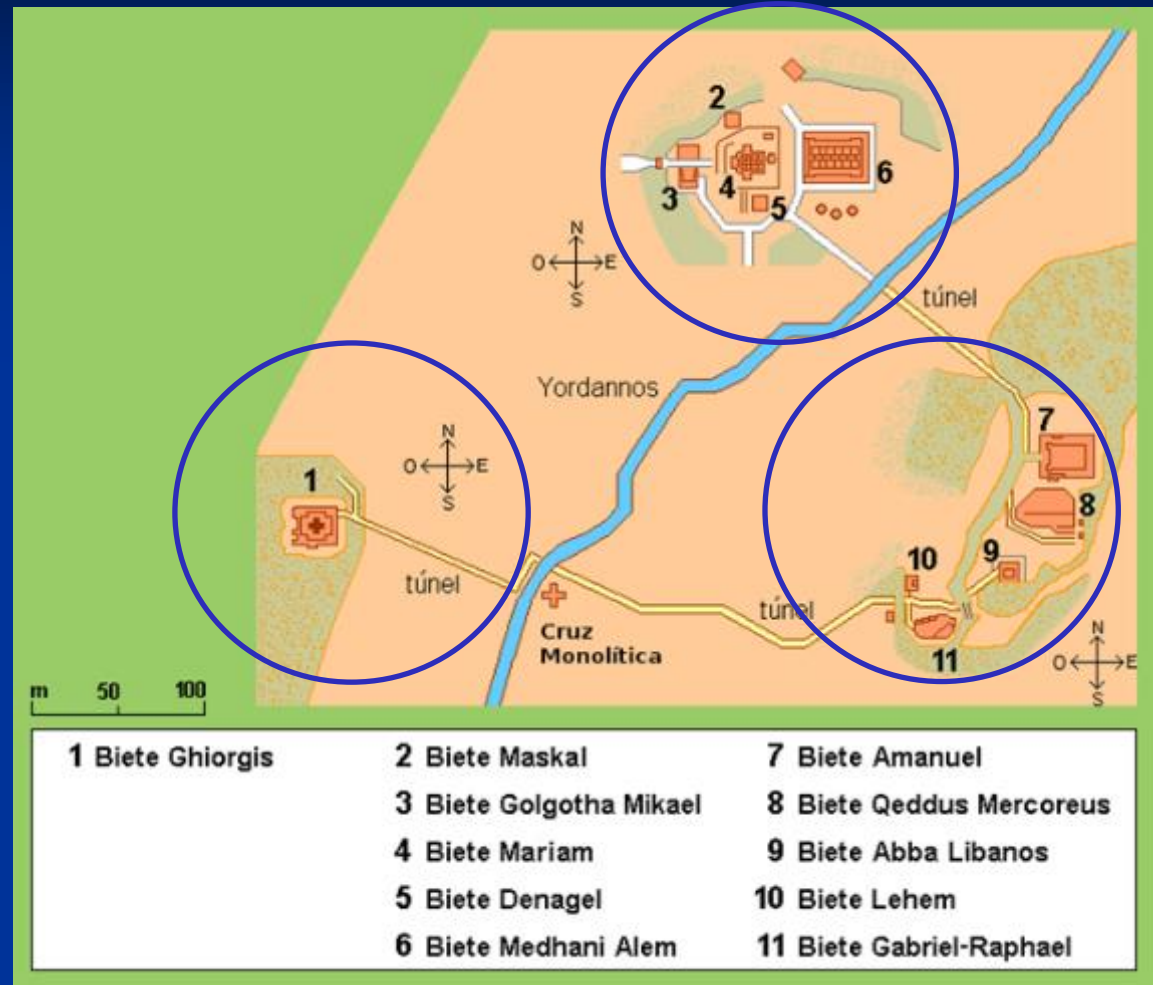 2
6
4
3
5
N
O E
S
túnel
Yordannos
7
N
O E
S
1
8
10
9
túnel
túnel
Cruz
Monolítica
11
N
O E
S
m 50 100
1 Biete Ghiorgis
2 Biete Maskal
3 Biete Golgotha Mikael
4 Biete Mariam
5 Biete Denagel
6 Biete Medhani Alem
7 Biete Amanuel
8 Biete Qeddus Mercoreus
9 Biete Abba Libanos
10 Biete Lehem
11 Biete Gabriel-Raphael